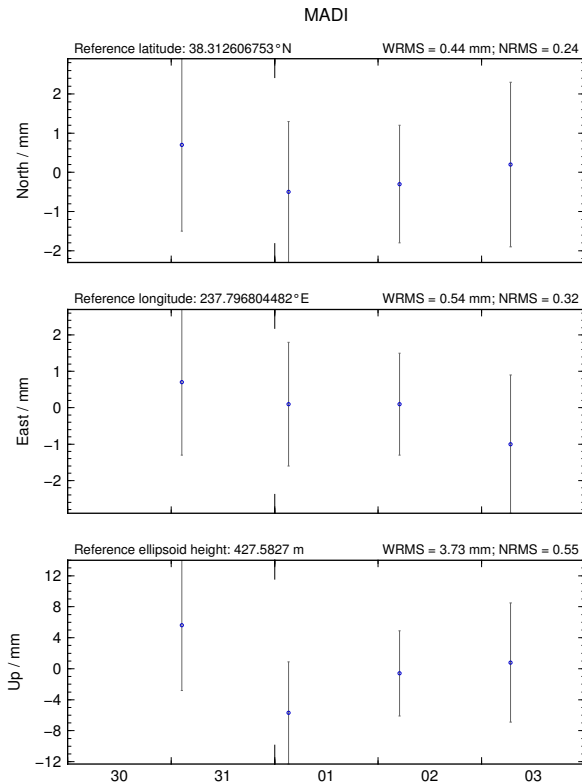 MADI
Reference latitude: 38.312606753°N WRMS = 0.44 mm; NRMS = 0.24
North / mm
2
1
0
−1
−2
Reference longitude: 237.796804482°E WRMS = 0.54 mm; NRMS = 0.32
East / mm
2
1
0
−1
−2
Reference ellipsoid height: 427.5827 m WRMS = 3.73 mm; NRMS = 0.55
Up / mm
12
8
4
0
−4
−8
−12
30 31 01 02 03